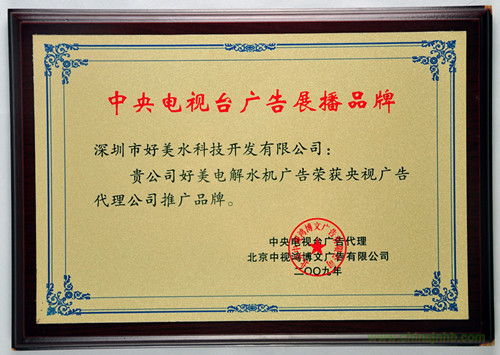 中央电视台广告展播品牌
深圳市好美水科技开发有限公司：
贵公司好美电解水机广告荣获央视广告
代理公司推广品牌。
中央电视台广告代理
北京中视鸿博文广告有限公司
二〇〇九年